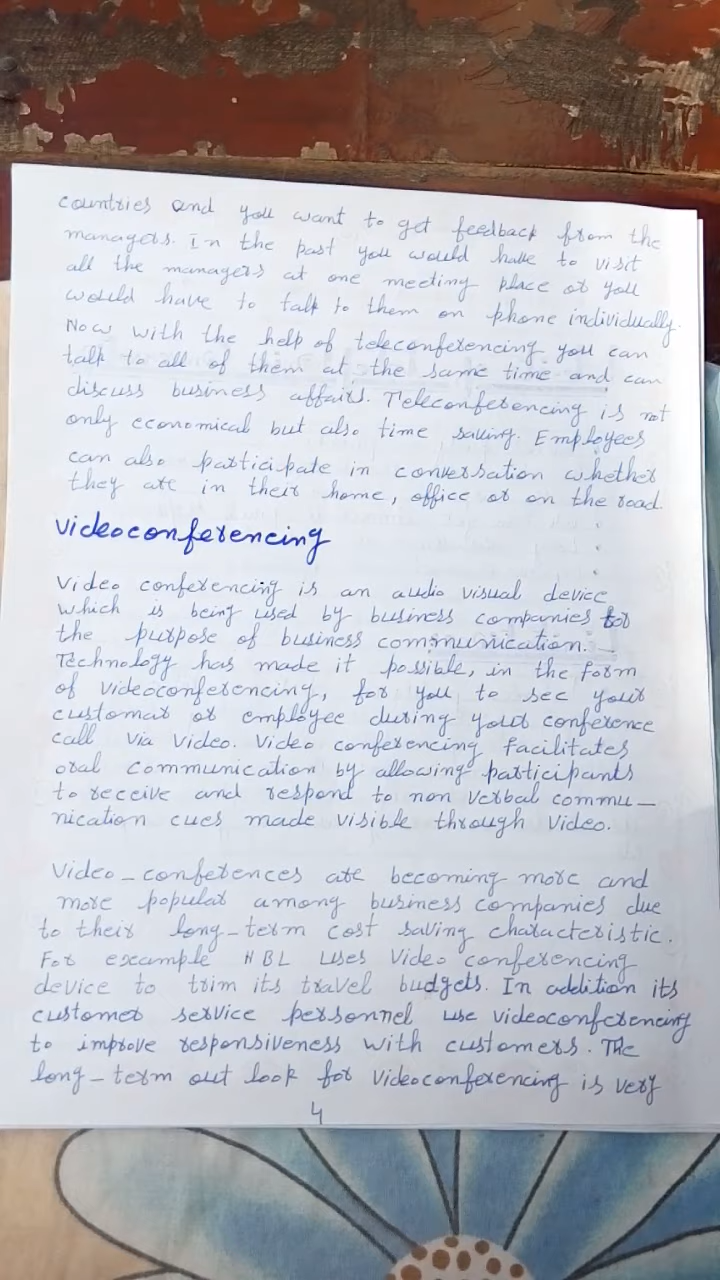 countries and you want to get feedback from the
managers. In the past you would have to visit
all the managers at one meeting place or you
would have to talk to them on phone individually.
Now with the help of teleconferencing you can
talk to all of them at the same time and can
discuss business affairs. Teleconferencing is not
only economical but also time saving. Employees
can also participate in conversation whether
they are in their home, office or on the road.
videoconferencing
Video conferencing is an audio visual device
which is being used by business companies for
the purpose of business communication.
Technology has made it possible, in the form
of videoconferencing, for you to see your
customar or employee during your conference
call via Video. Video conferencing facilitates
oral communication by allowing participants
to receive and respond to non verbal commu-
nication cues made visible through video.
Video-conferences are becoming more and
more popular among business companies due
to their long-term cost saving characteristic.
For example HBL uses Video conferencing
device to trim its travel budgets. In addition its
customer service personnel use videoconferencing
to improve responsiveness with customers. The
long-term out look for videoconferencing is very
4